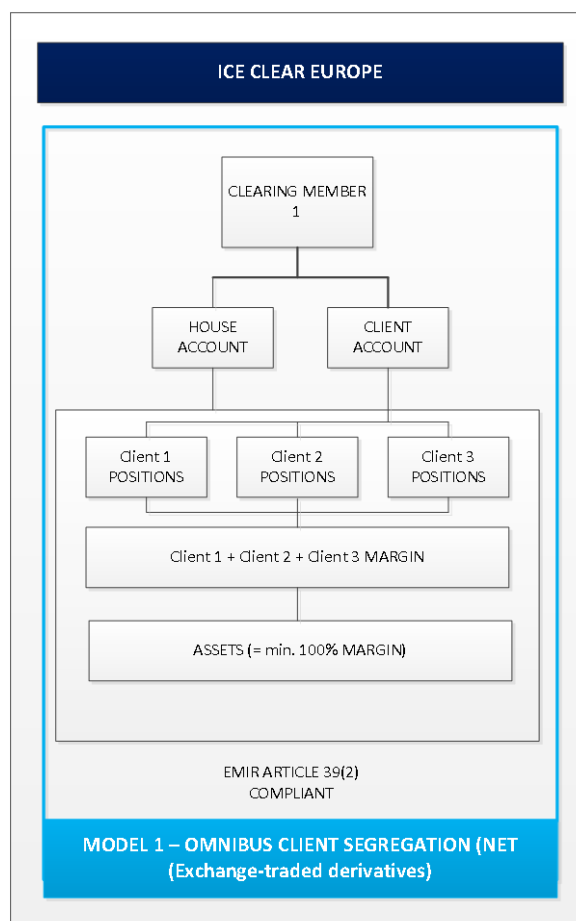 ICE CLEAR EUROPE
CLEARING MEMBER
1
HOUSE
ACCOUNT
CLIENT
ACCOUNT
Client 1
POSITIONS
Client 2
POSITIONS
Client 3
POSITIONS
Client 1 + Client 2 + Client 3 MARGIN
ASSETS (= min. 100% MARGIN)
EMIR ARTICLE 39(2)
COMPLIANT
MODEL 1 – OMNIBUS CLIENT SEGREGATION (NET
(Exchange-traded derivatives)